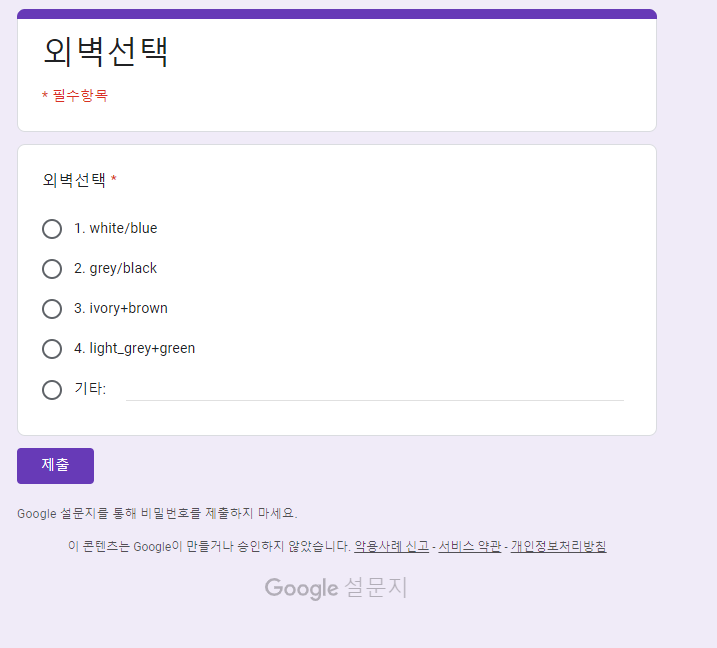 외벽선택
* 필수항목
외벽선택 *
1. white/blue
2. grey/black
3. ivory+brown
4. light_grey+green
기타:
제출
Google 설문지를 통해 비밀번호를 제출하지 마세요.
이 콘텐츠는 Google이 만들거나 승인하지 않았습니다. 악용사례 신고 - 서비스 약관 - 개인정보처리방침
Google 설문지